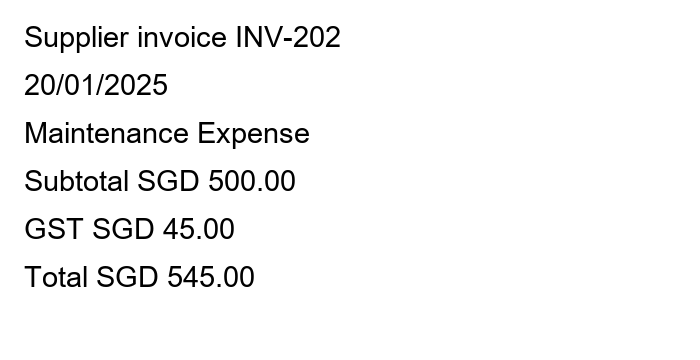 Supplier invoice INV-202
20/01/2025
Maintenance Expense
Subtotal SGD 500.00
GST SGD 45.00
Total SGD 545.00